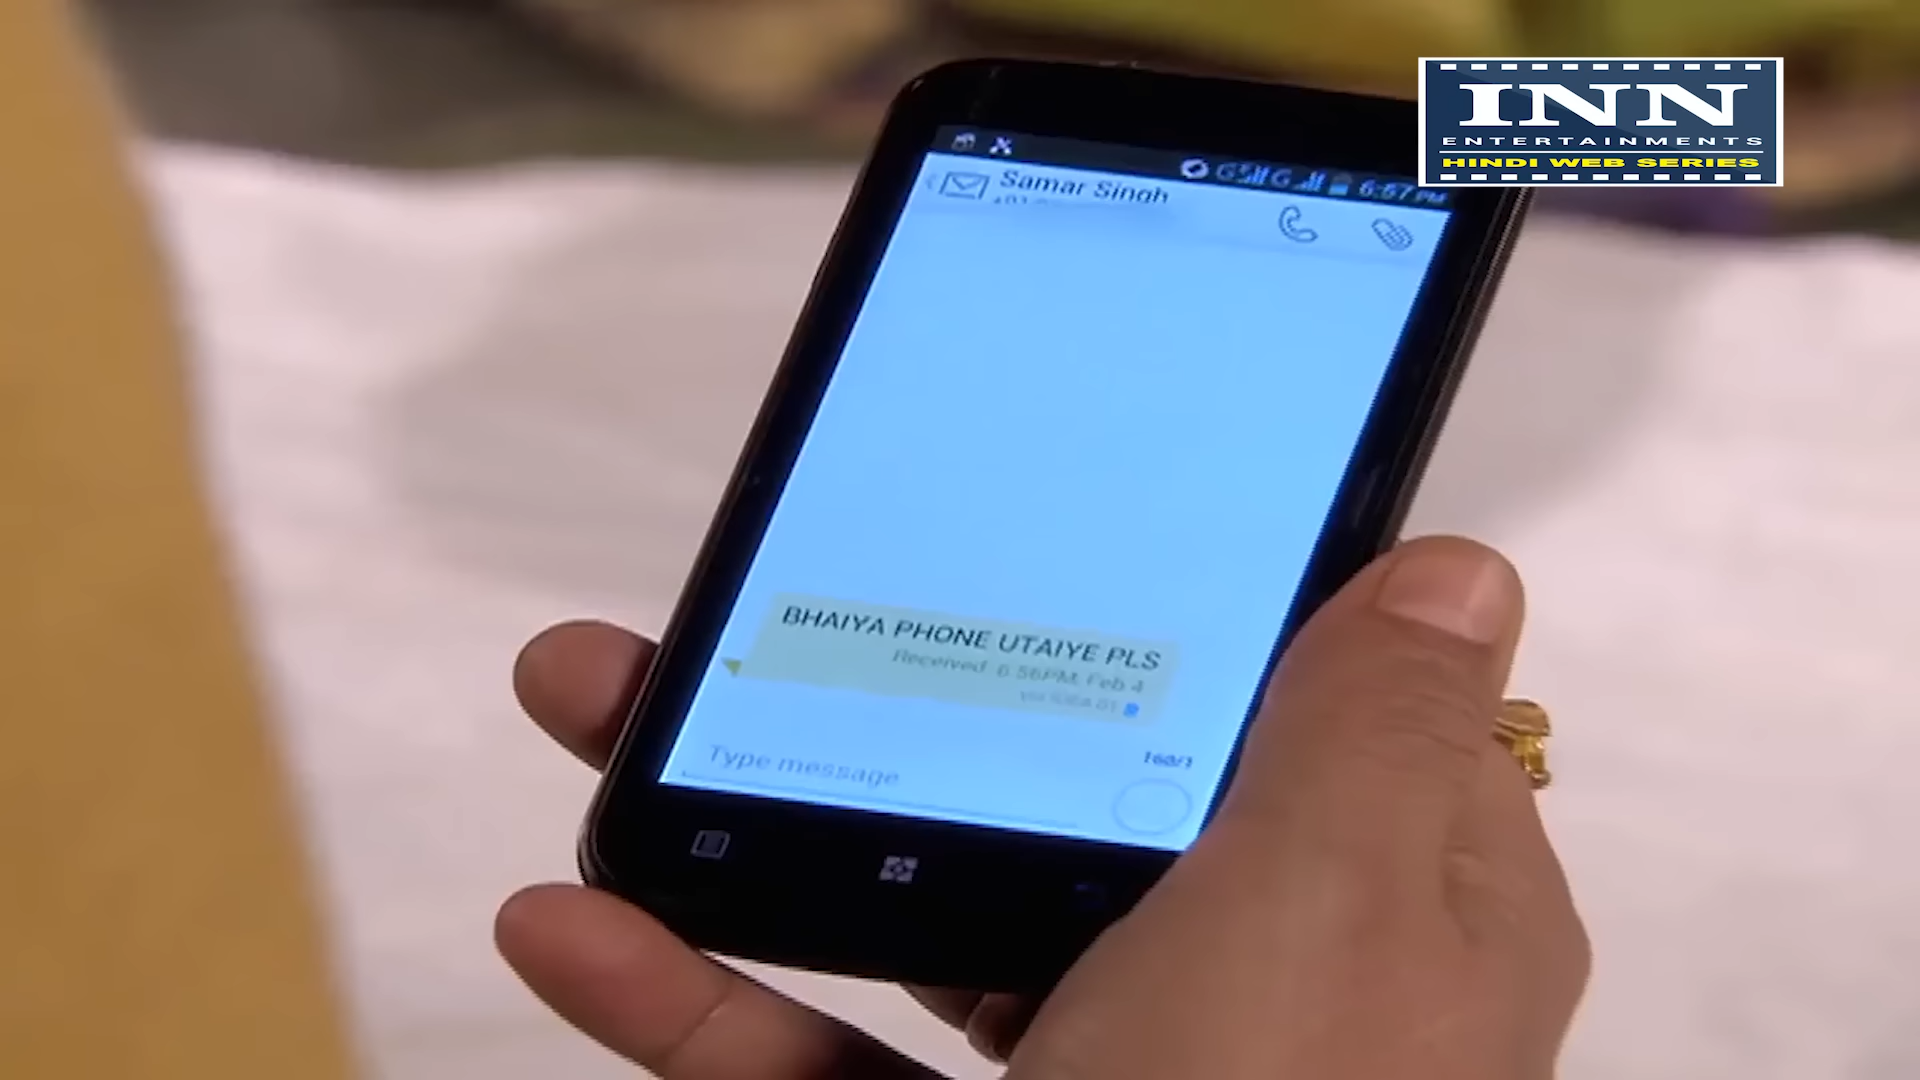 INN
ENTERTAINMENTS
HINDI WEB SERIES
6:57 PM
Samar Singh
BHAIYA PHONE UTAIYE PLS
Received 6:56PM, Feb 4
Type message
160/1